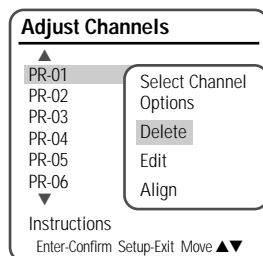 Adjust Channels
▲
PR-01
PR-02
PR-03
PR-04
PR-05
PR-06
▼
Select Channel
Options
Delete
Edit
Align
Instructions
Enter-Confirm Setup-Exit Move ▲▼